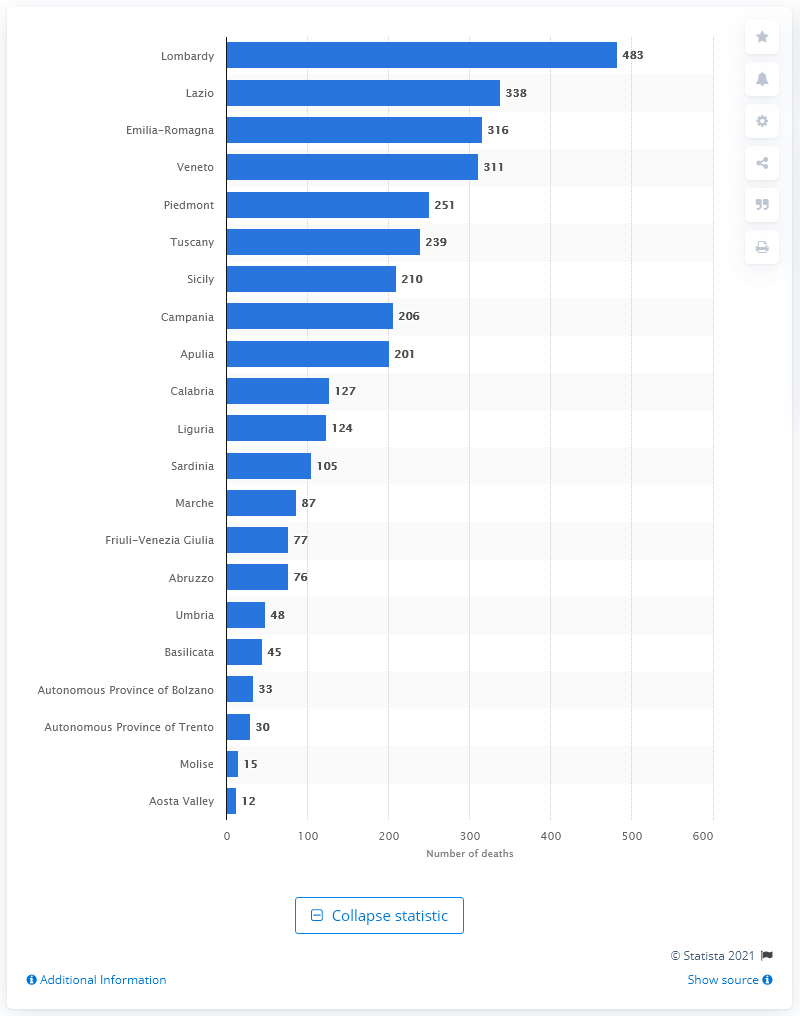 Lombardy 483
Lazio 338
Emilia-Romagna 316
Veneto 311
Piedmont 251
Tuscany 239
Sicily 210
Campania 206
Apulia 201
Calabria 127
Liguria 124
Sardinia 105
Marche 87
Friuli-Venezia Giulia 77
Abruzzo 76
Umbria 48
Basilicata 45
Autonomous Province of Bolzano 33
Autonomous Province of Trento 30
Molise 15
Aosta Valley 12
0 100 200 300 400 500 600
Number of deaths
Collapse statistic
© Statista 2021
Additional Information Show source